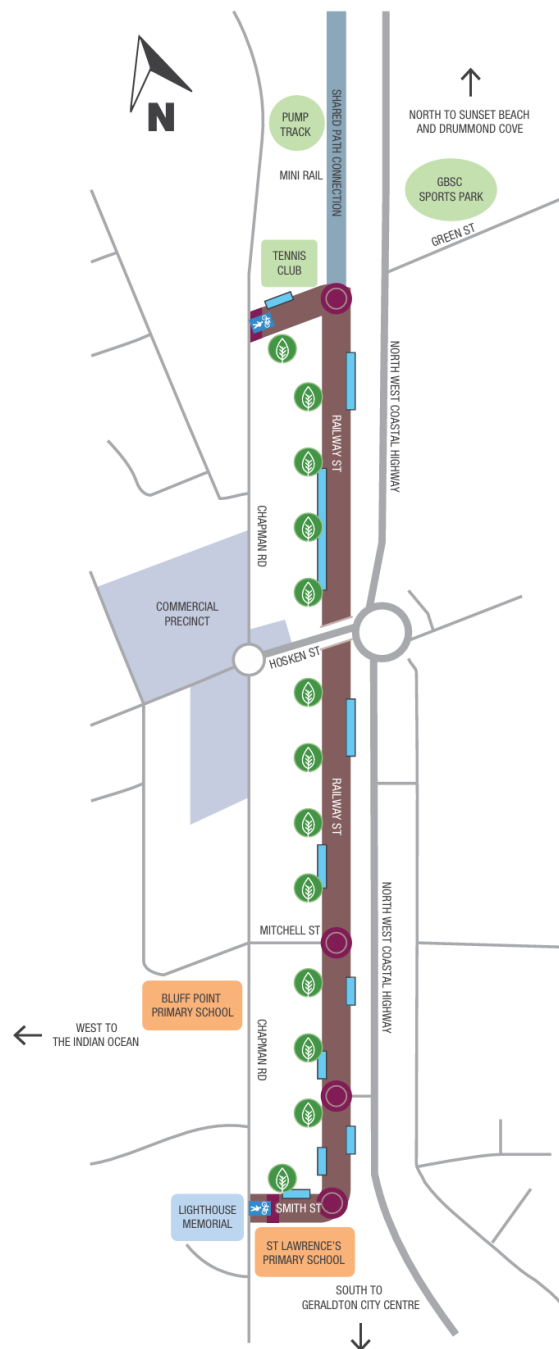 N
PUMP
TRACK
MINI RAIL
SHARED PATH CONNECTION
NORTH TO SUNSET BEACH
AND DRUMMOND COVE
GBSC
SPORTS PARK
GREEN ST
TENNIS
CLUB
RAILWAY ST
NORTH WEST COASTAL HIGHWAY
CHAPMAN RD
COMMERCIAL
PRECINCT
HOSKEN ST
RAILWAY ST
NORTH WEST COASTAL HIGHWAY
MITCHELL ST
BLUFF POINT
PRIMARY SCHOOL
WEST TO
THE INDIAN OCEAN
CHAPMAN RD
LIGHTHOUSE
MEMORIAL
SMITH ST
ST LAWRENCE'S
PRIMARY SCHOOL
SOUTH TO
GERALDTON CITY CENTRE